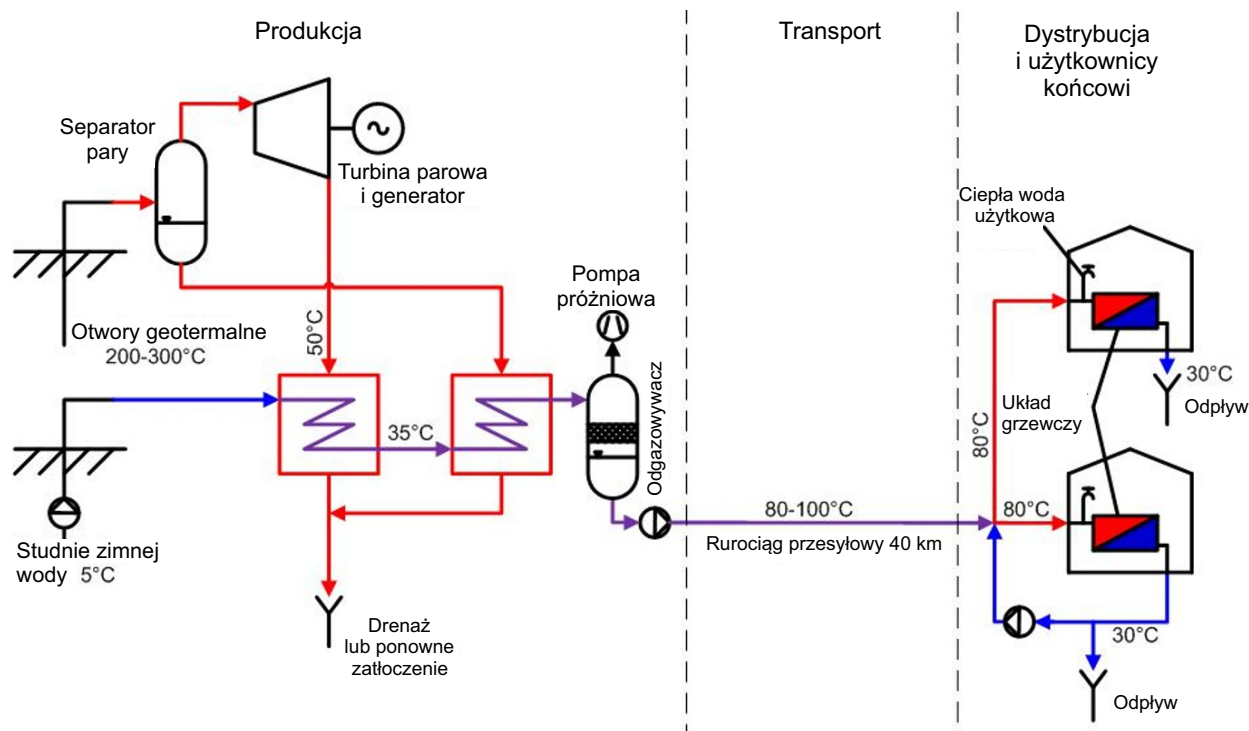 Produkcja
Transport
Dystrybucja
i użytkownicy
końcowi
Separator
pary
Turbina parowa
i generator
Otwory geotermalne
200-300°C
50°C
Pompa
próżniowa
Odgazowywacz
35°C
Studnie zimnej
wody 5°C
Drenaż
lub ponowne
zatłoczenie
80-100°C
Rurociąg przesyłowy 40 km
Ciepła woda
użytkowa
80°C
30°C
Odpływ
Układ
grzewczy
80°C
30°C
Odpływ